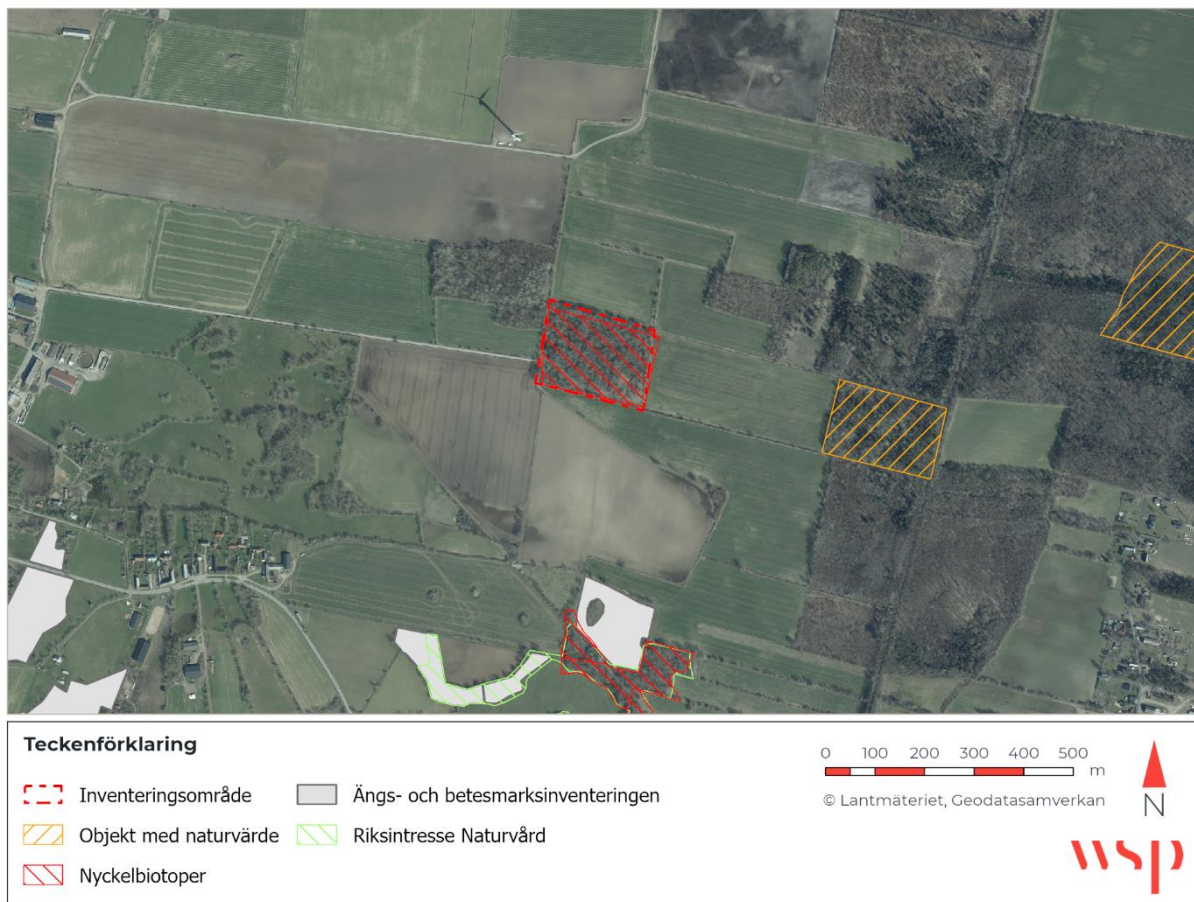 Teckenförklaring
Inventeringsområde
Objekt med naturvärde
Nyckelbiotoper
Ängs- och betesmarksinventeringen
Riksintresse Naturvård
0 100 200 300 400 500
m
© Lantmäteriet, Geodatasamverkan
N
wsp